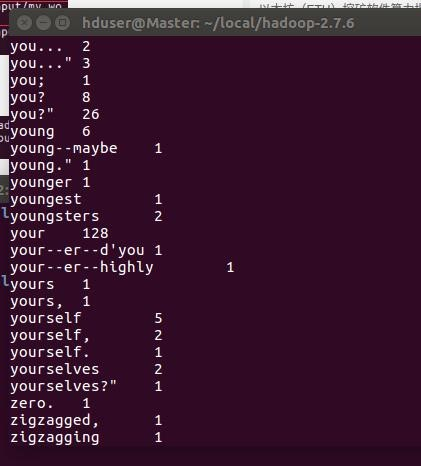 hduser@Master: ~/local/hadoop-2.7.6
you... 2
you..." 3
you; 1
you? 8
you?" 26
young 6
young--maybe 1
young." 1
younger 1
youngest 1
youngsters 2
your 128
your--er--d'you 1
your--er--highly 1
yours 1
yours, 1
yourself 5
yourself, 2
yourself. 1
yourselves 2
yourselves?" 1
zero. 1
zigzagged, 1
zigzagging 1